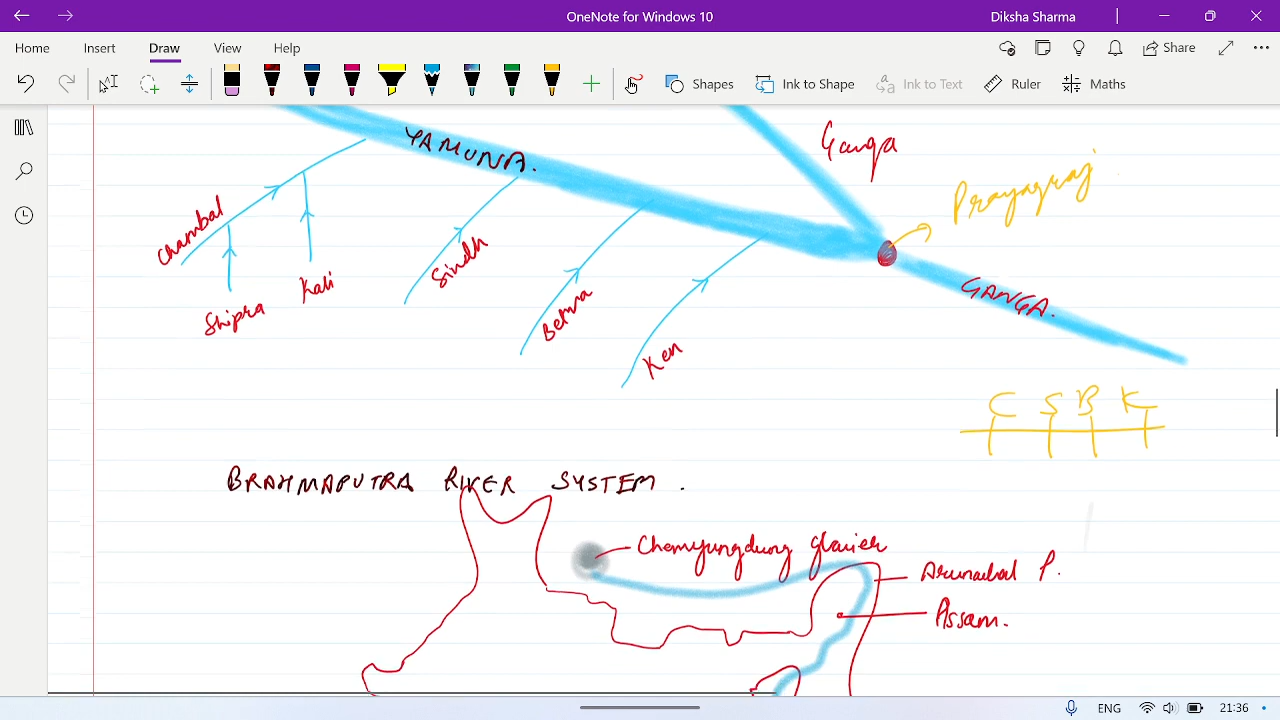 OneNote for Windows 10
Diksha Sharma
Home Insert Draw View Help
Share
Shapes Ink to Shape Ink to Text Ruler Maths
YAMUNA.
Ganga
Prayagraj
Chambal
Shipra
Kali
Sindh
Betwa
Ken
GANGA.
C S B K
BRAHMAPUTRA RIVER SYSTEM.
Chemyungdung glacier
Arunachal P.
Assam.
ENG 21:36